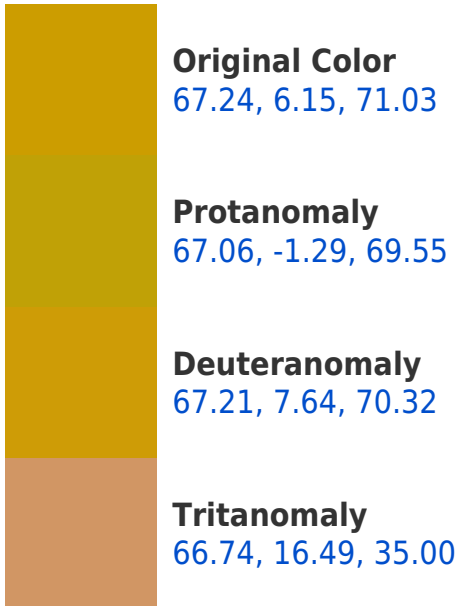 Original Color
67.24, 6.15, 71.03
Protanomaly
67.06, -1.29, 69.55
Deuteranomaly
67.21, 7.64, 70.32
Tritanomaly
66.74, 16.49, 35.00